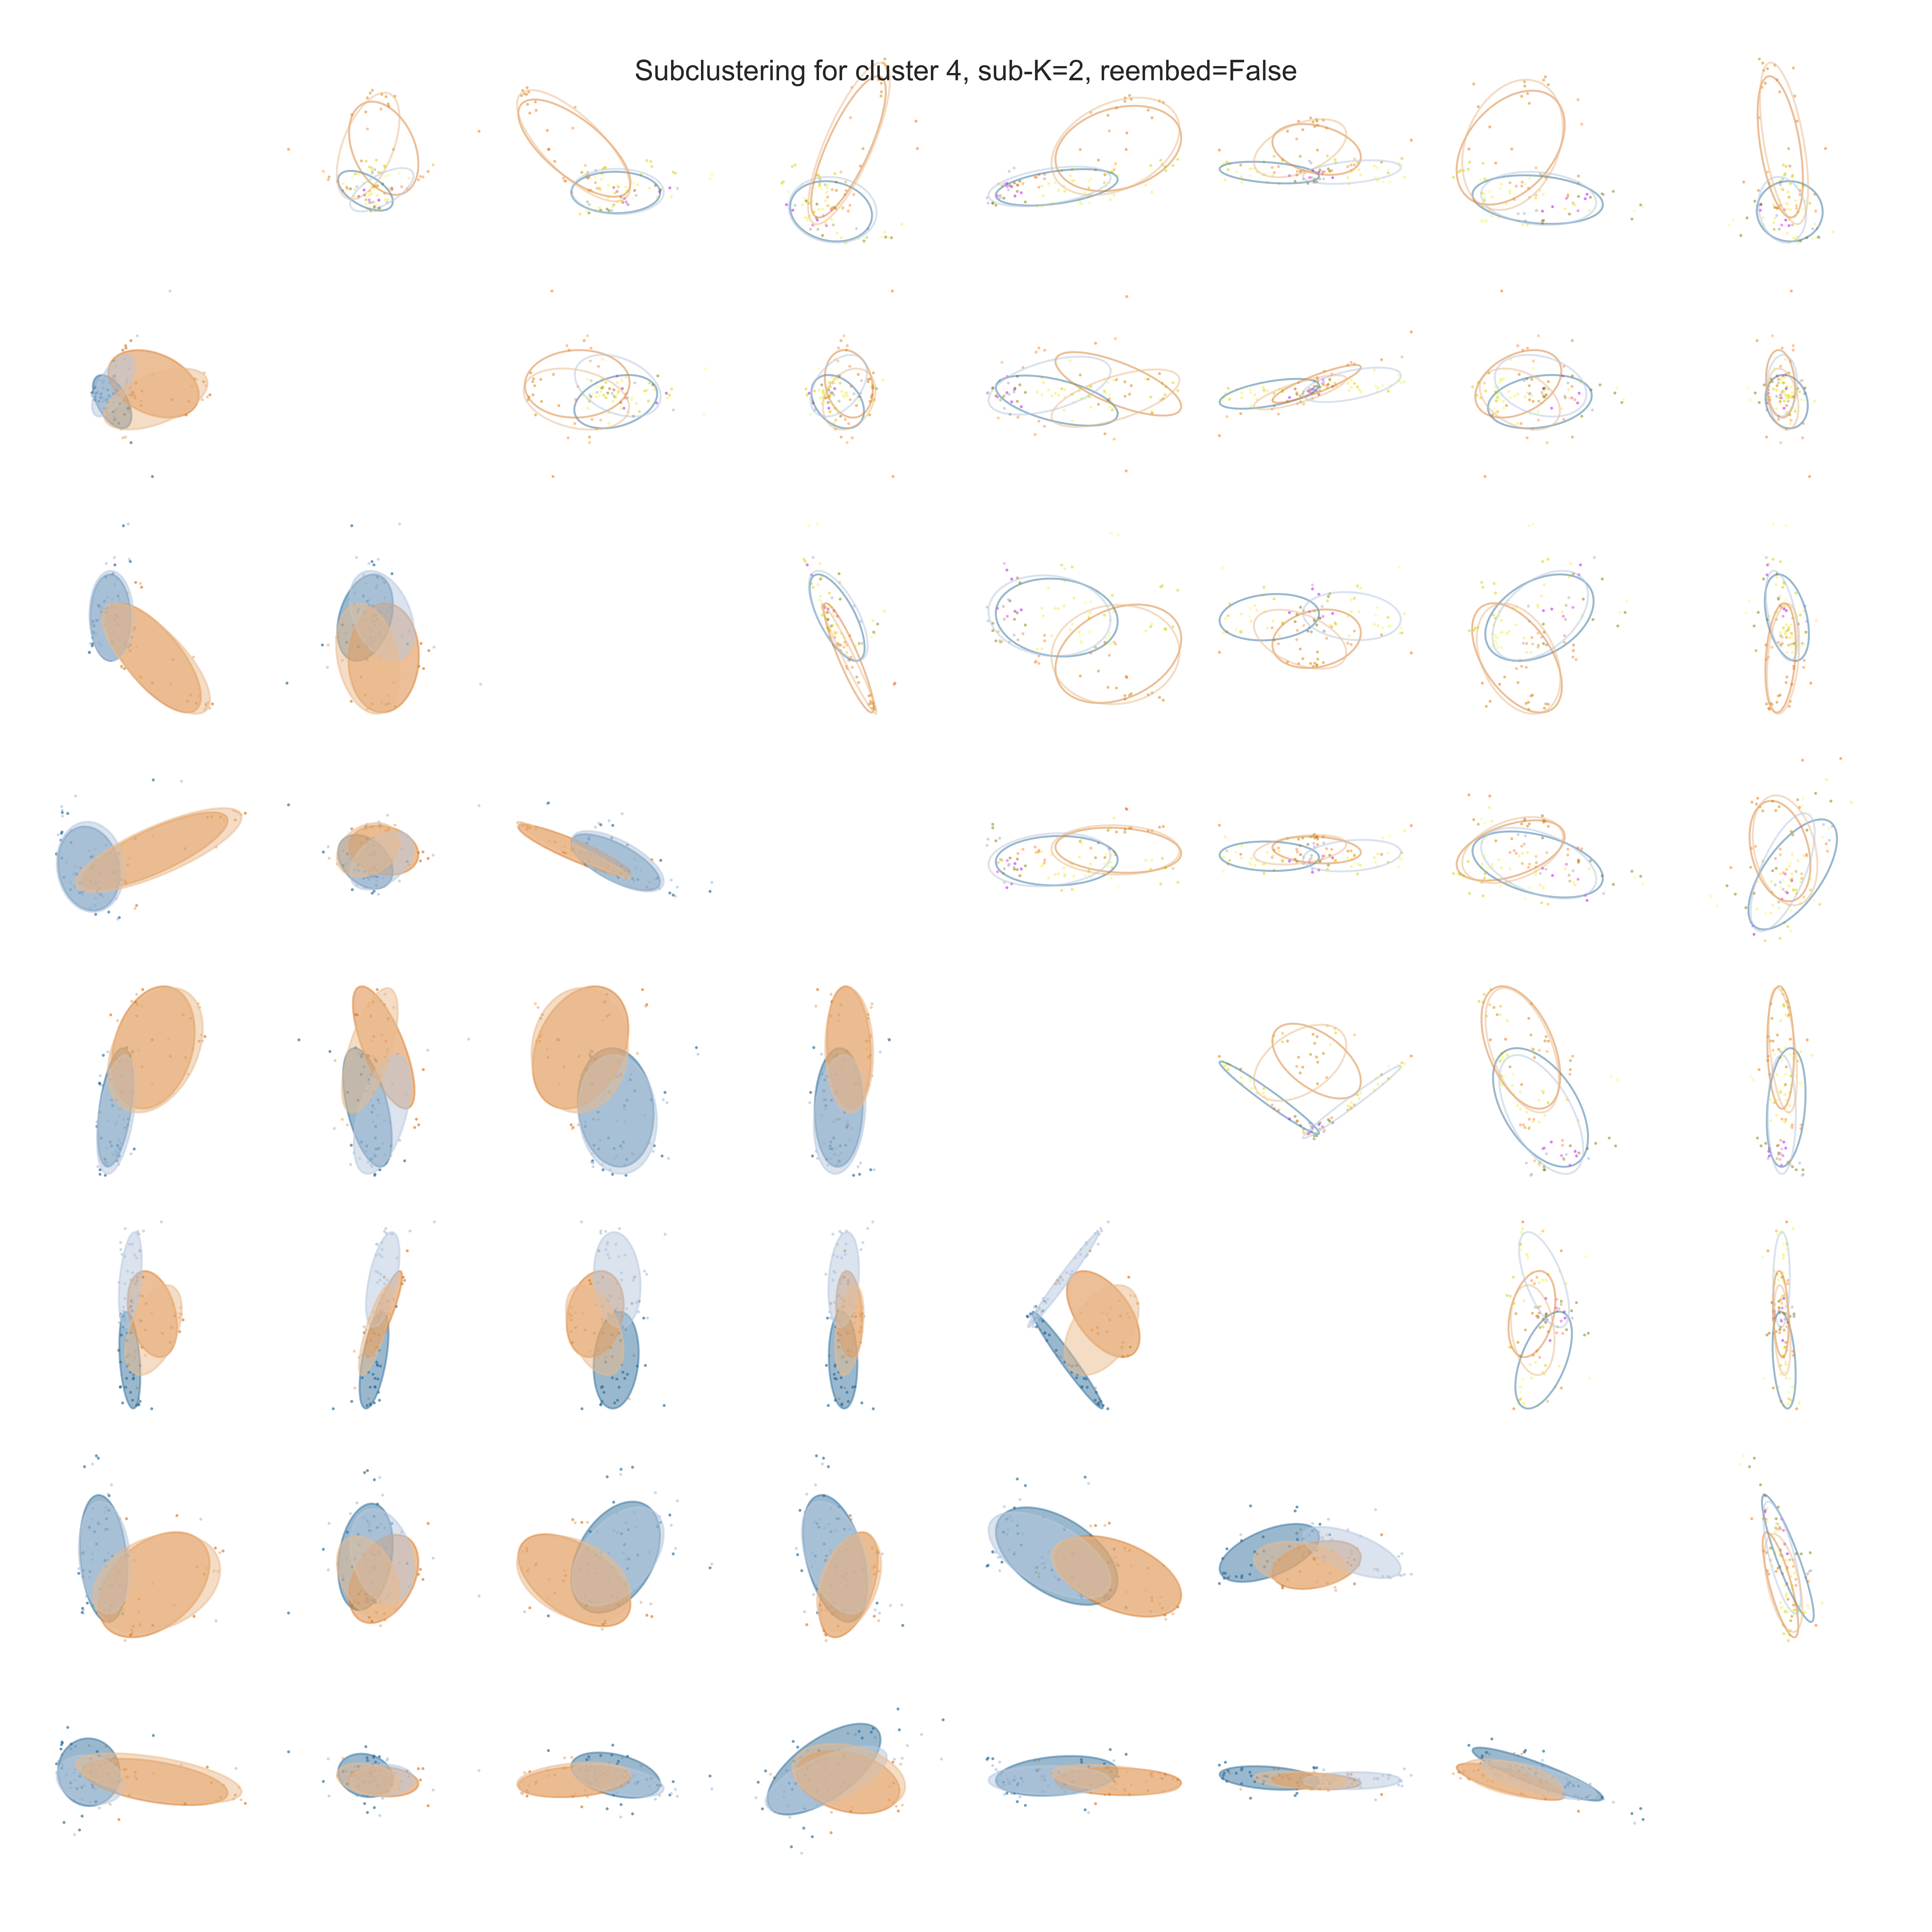 Subclustering for cluster 4, sub-K=2, reembed=False